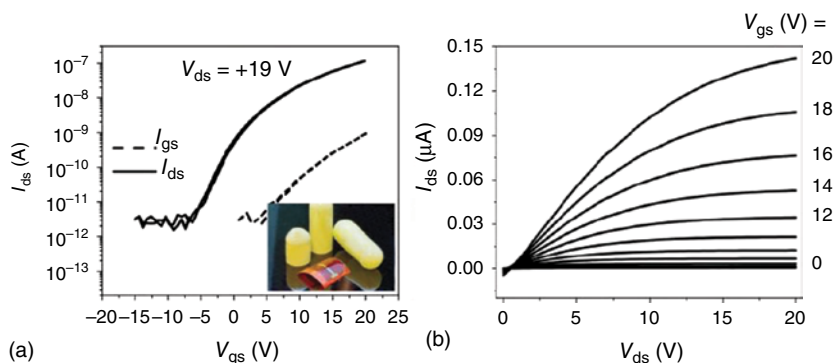 V_ds = +19 V
I_gs
I_ds
I_ds (A)
10⁻⁷
10⁻⁸
10⁻⁹
10⁻¹⁰
10⁻¹¹
10⁻¹²
10⁻¹³
−20 −15 −10 −5 0 5 10 15 20 25
V_gs (V)
(a)
V_gs (V) =
20
18
16
14
12
0
I_ds (μA)
0.15
0.12
0.09
0.06
0.03
0.00
0 5 10 15 20
V_ds (V)
(b)